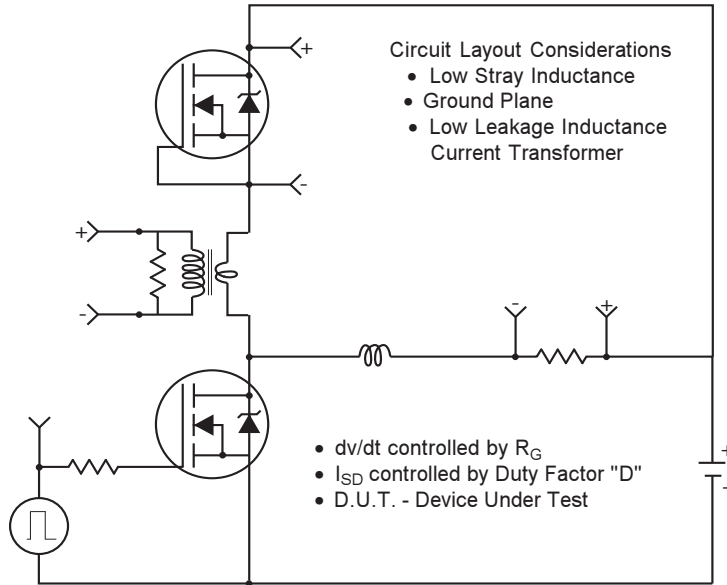 +
Circuit Layout Considerations
• Low Stray Inductance
• Ground Plane
• Low Leakage Inductance
Current Transformer
-
+
-
-
+
• dv/dt controlled by RG
• ISD controlled by Duty Factor "D"
• D.U.T. - Device Under Test
+
-